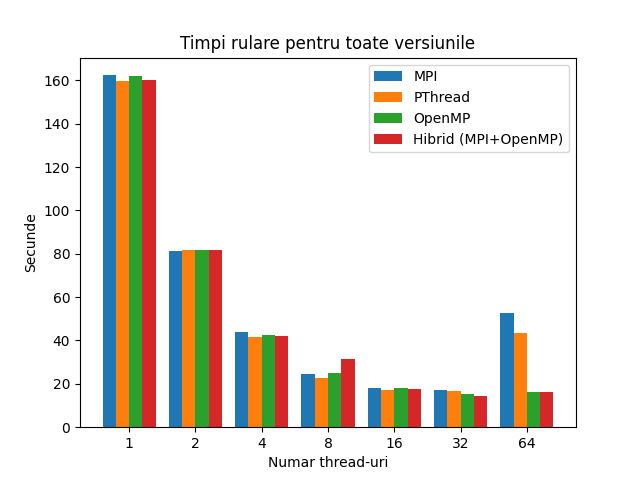 Timpi rulare pentru toate versiunile
MPI
PThread
OpenMP
Hibrid (MPI+OpenMP)
160
140
120
100
80
60
40
20
0
Secunde
1 2 4 8 16 32 64
Numar thread-uri